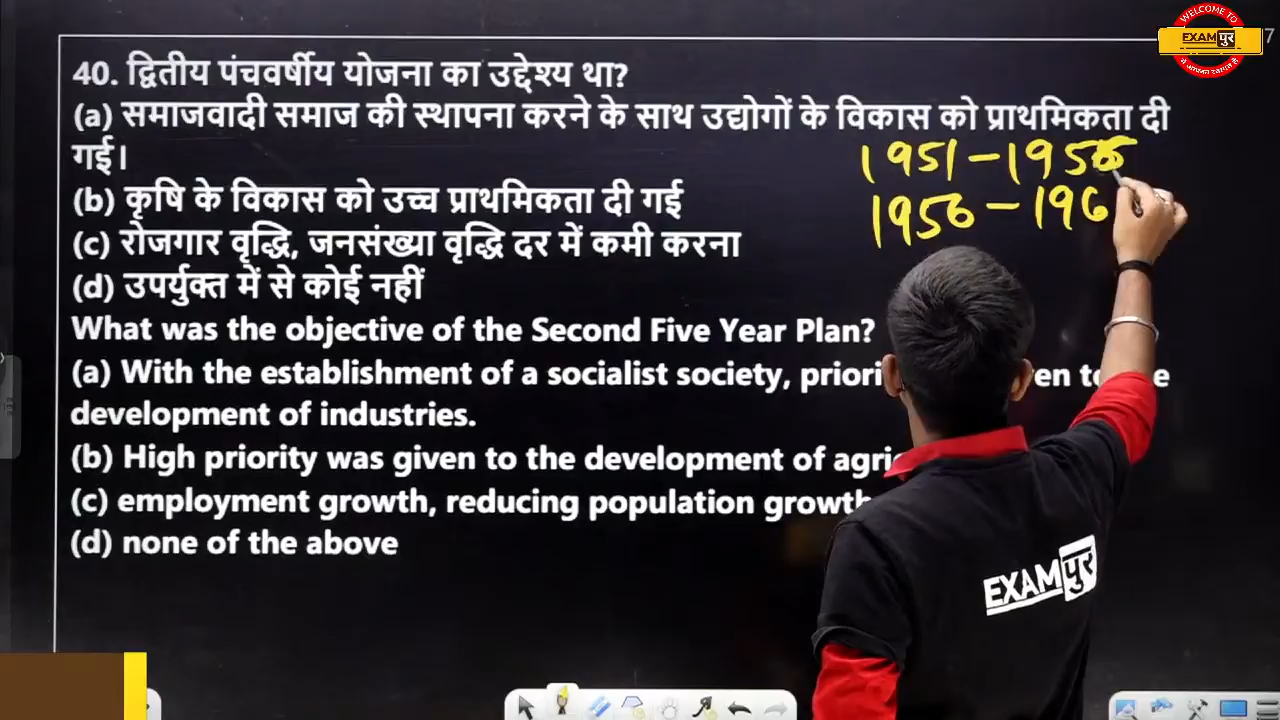 WELCOME TO
EXAMपुर
7
40. द्वितीय पंचवर्षीय योजना का उद्देश्य था?
(a) समाजवादी समाज की स्थापना करने के साथ उद्योगों के विकास को प्राथमिकता दी
गई।
1951-1956
(b) कृषि के विकास को उच्च प्राथमिकता दी गई
1956-196
(c) रोजगार वृद्धि, जनसंख्या वृद्धि दर में कमी करना
(d) उपर्युक्त में से कोई नहीं
What was the objective of the Second Five Year Plan?
(a) With the establishment of a socialist society,
development of industries.
(b) High priority was given to the development of
(c) employment growth, reducing population growth
(d) none of the above
EXAMपुर